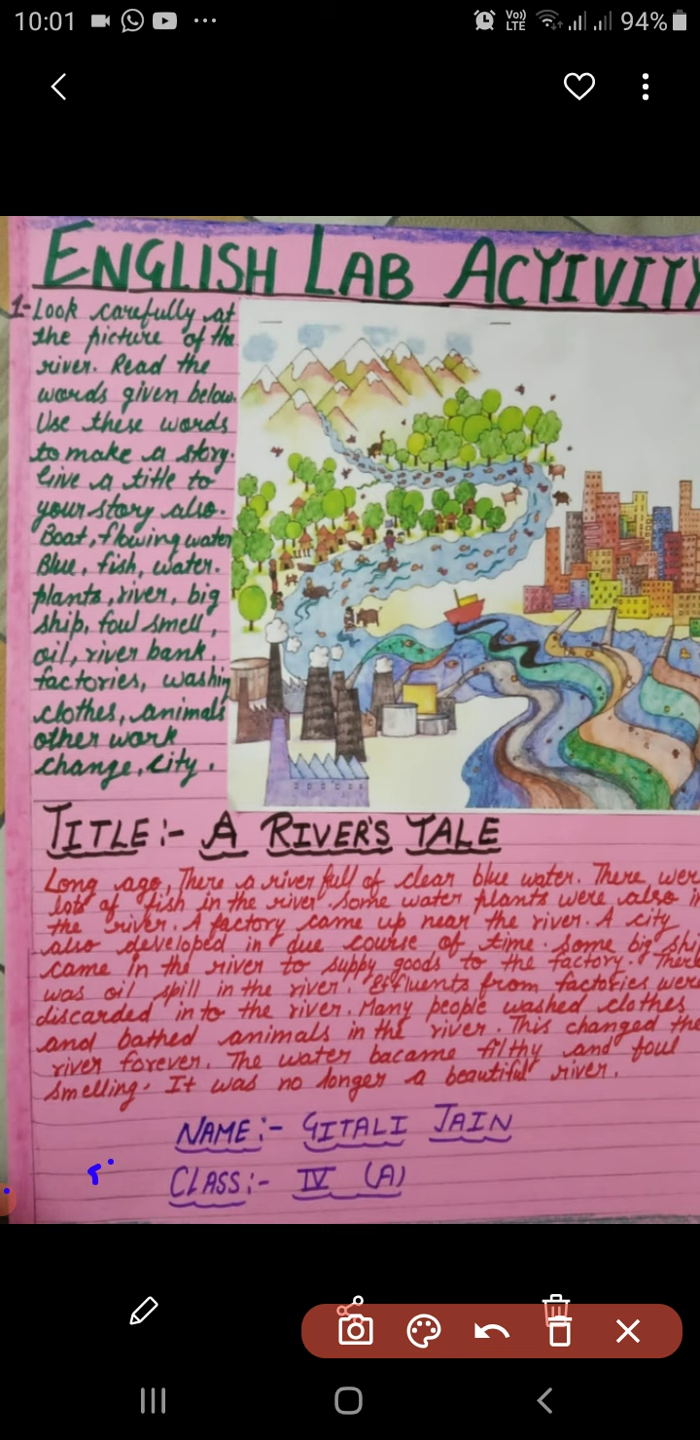 10:01
Vo)
LTE
94%
ENGLISH LAB ACTIVITY
1- Look carefully at
the picture of the
river. Read the
words given below.
Use these words
to make a story.
Give a title to
your story also.
Boat, flowing water
Blue, fish, water.
plants, river, big
ship, foul smell,
oil, river bank,
factories, washin
clothes, animals
other work
change, city.
TITLE:- A RIVER'S TALE
Long ago, There a river full of clear blue water. There wer
lots of fish in the river. Some water plants were also in
the river. A factory came up near the river. A city
also developed in due course of time. Some big shi
came in the river to suppy goods to the factory. There
was oil spill in the river. Effluents from factories were
discarded in to the river. Many people washed clothes
and bathed animals in the river. This changed the
river forever. The water bacame filthy and foul
smelling. It was no longer a beautiful river.
NAME:- GITALI JAIN
CLASS:- IV (A)